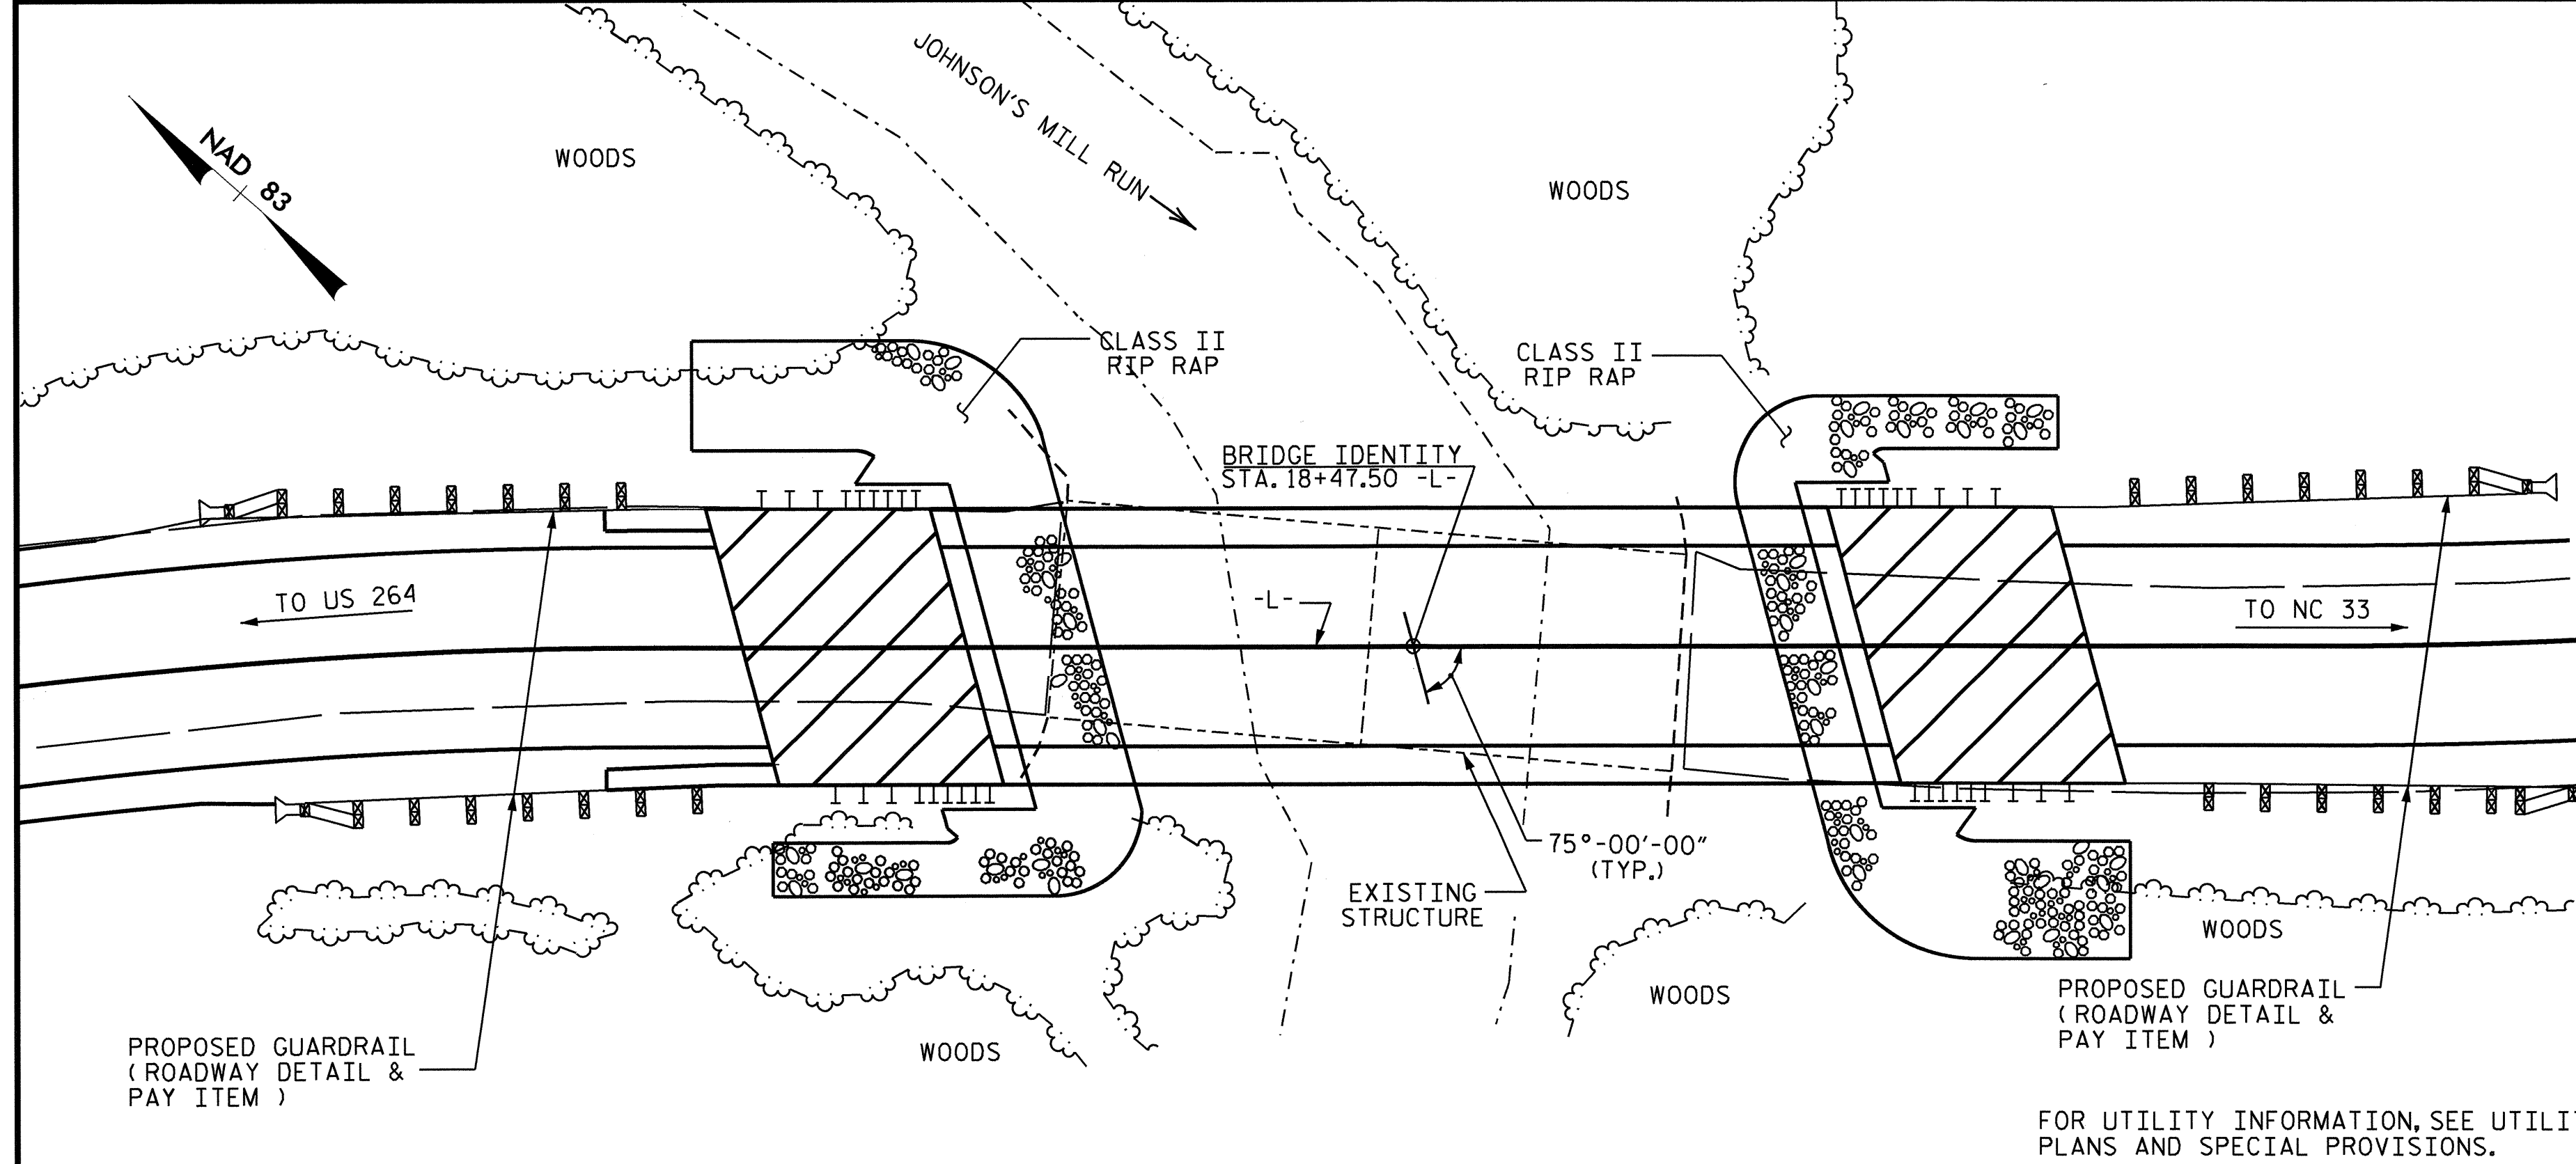 JOHNSON'S MILL RUN
NAD 83
WOODS
WOODS
CLASS II
RIP RAP
CLASS II
RIP RAP
BRIDGE IDENTITY
STA. 18+47.50 -L-
TO US 264
-L-
TO NC 33
75°-00'-00"
(TYP.)
EXISTING
STRUCTURE
WOODS
WOODS
WOODS
PROPOSED GUARDRAIL
(ROADWAY DETAIL &
PAY ITEM )
PROPOSED GUARDRAIL
(ROADWAY DETAIL &
PAY ITEM )
FOR UTILITY INFORMATION, SEE UTILI
PLANS AND SPECIAL PROVISIONS.